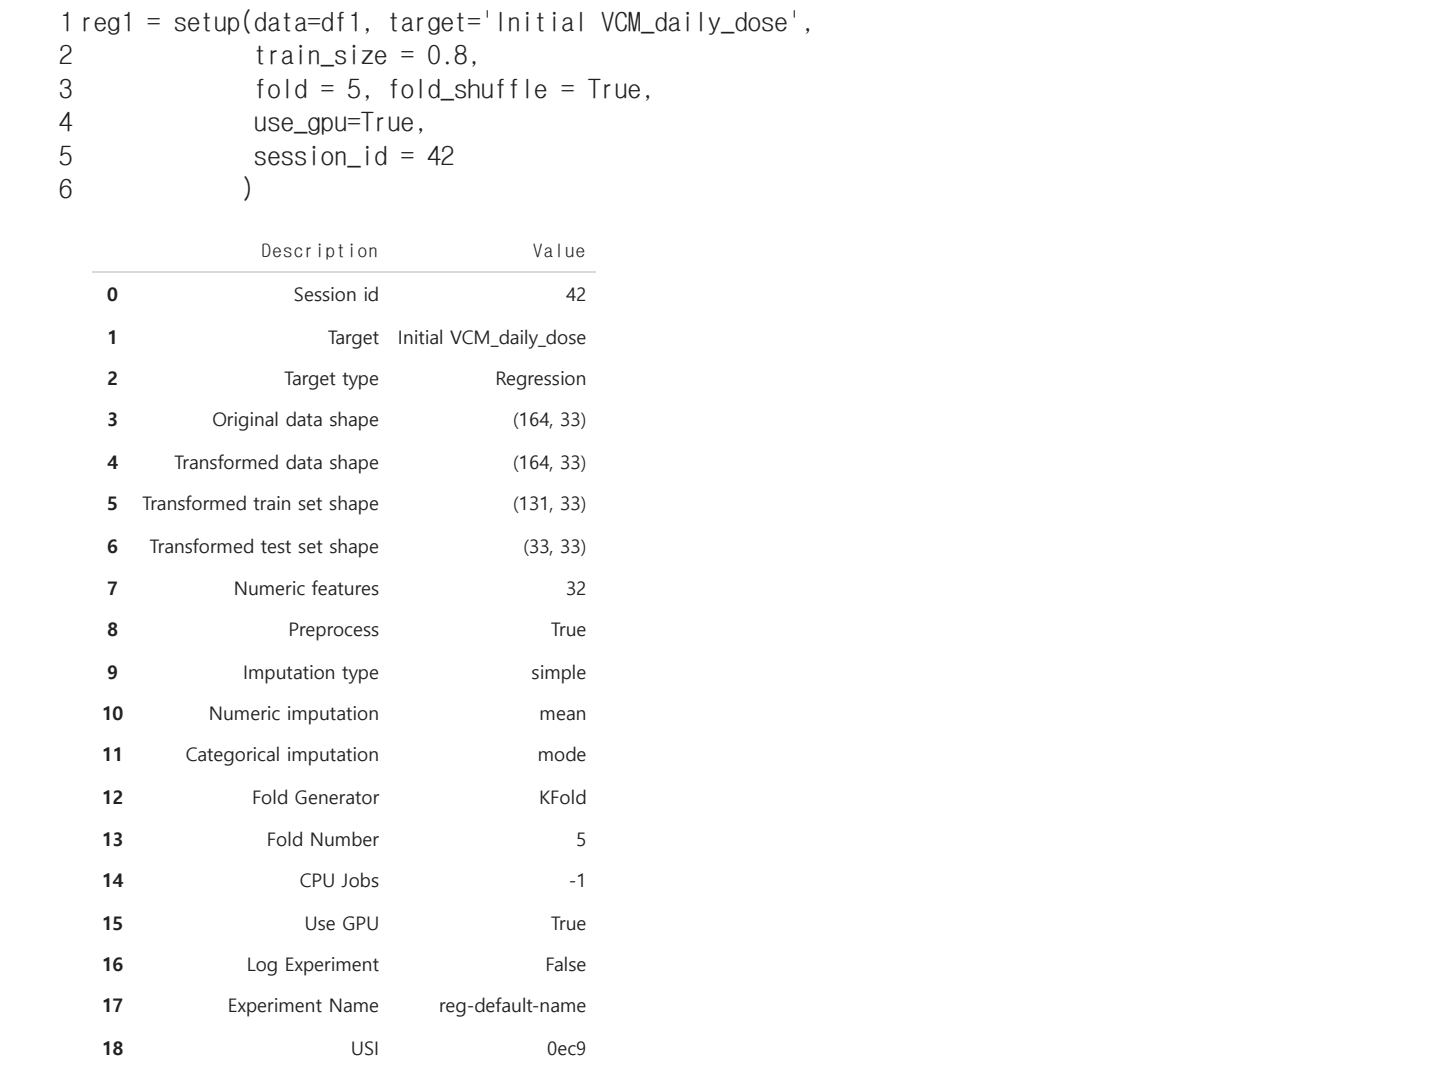 1 reg1 = setup(data=df1, target='Initial VCM_daily_dose',
2 train_size = 0.8,
3 fold = 5, fold_shuffle = True,
4 use_gpu=True,
5 session_id = 42
6 )
Description Value
0 Session id 42
1 Target Initial VCM_daily_dose
2 Target type Regression
3 Original data shape (164, 33)
4 Transformed data shape (164, 33)
5 Transformed train set shape (131, 33)
6 Transformed test set shape (33, 33)
7 Numeric features 32
8 Preprocess True
9 Imputation type simple
10 Numeric imputation mean
11 Categorical imputation mode
12 Fold Generator KFold
13 Fold Number 5
14 CPU Jobs -1
15 Use GPU True
16 Log Experiment False
17 Experiment Name reg-default-name
18 USI 0ec9